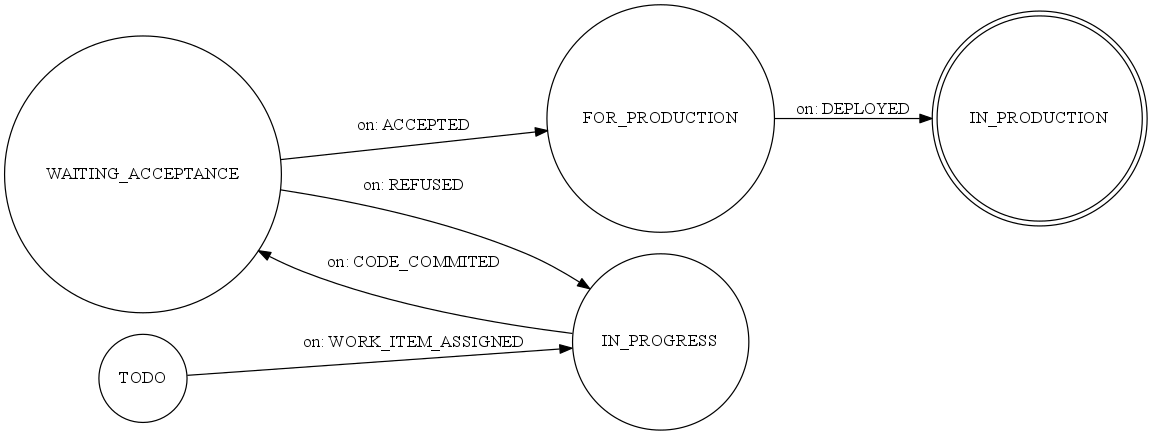 FOR_PRODUCTION
on: DEPLOYED
IN_PRODUCTION
on: ACCEPTED
WAITING_ACCEPTANCE
on: REFUSED
on: CODE_COMMITED
on: WORK_ITEM_ASSIGNED
IN_PROGRESS
TODO